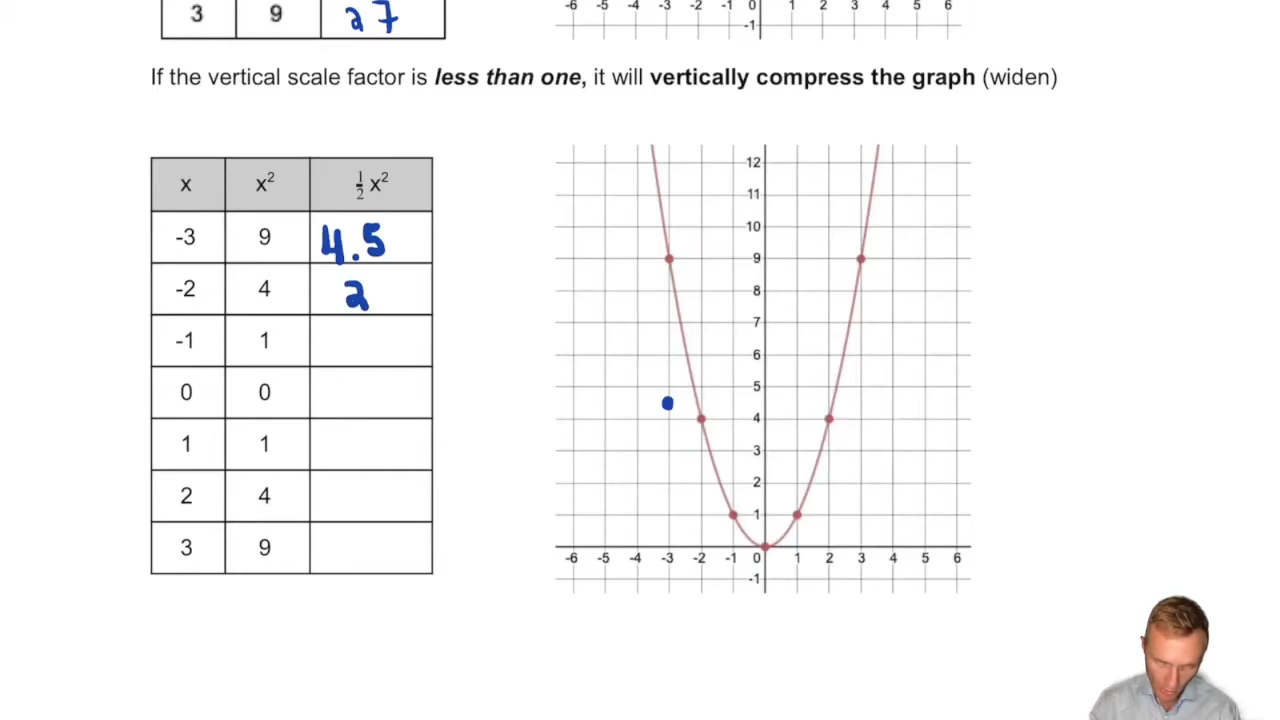 3 9 27
-6 -5 -4 -3 -2 -1 0 1 2 3 4 5 6
-1
If the vertical scale factor is less than one, it will vertically compress the graph (widen)
x x² ½ x²
-3 9 4.5
-2 4 2
-1 1
0 0
1 1
2 4
3 9
12
11
10
9
8
7
6
5
4
3
2
1
-6 -5 -4 -3 -2 -1 0 1 2 3 4 5 6
-1